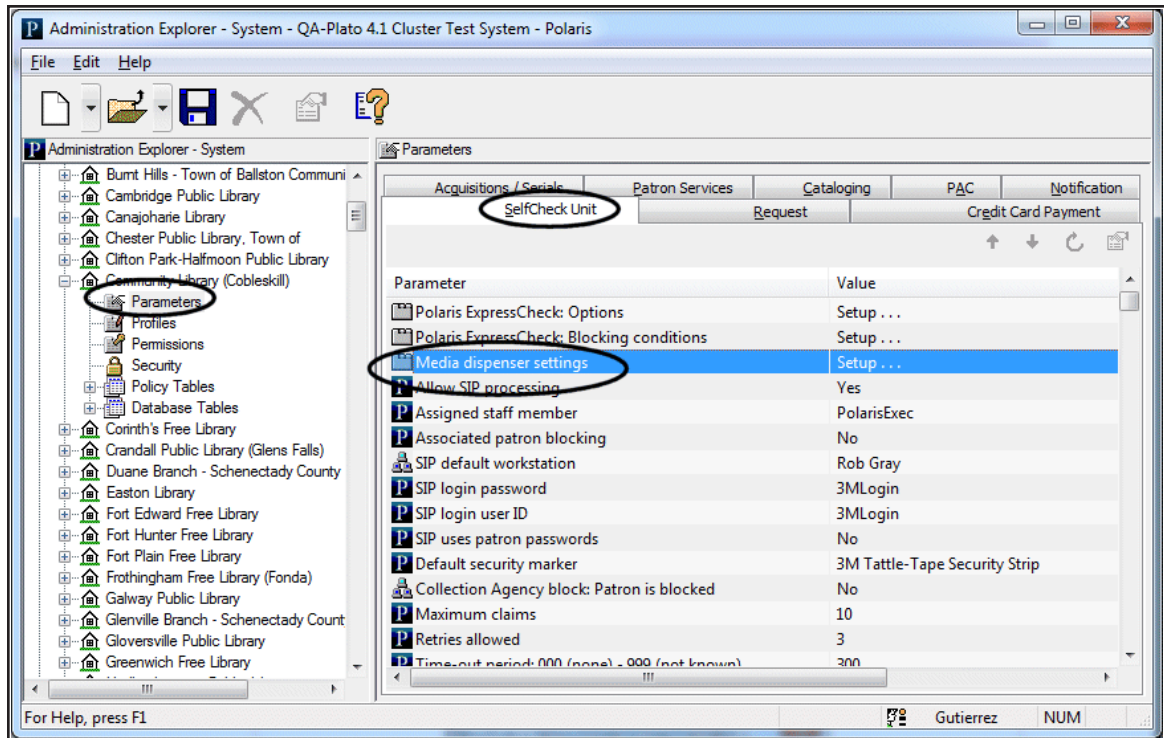 Administration Explorer - System - QA-Plato 4.1 Cluster Test System - Polaris
File Edit Help
Administration Explorer - System
Burnt Hills - Town of Ballston Communi
Cambridge Public Library
Canajoharie Library
Chester Public Library, Town of
Clifton Park-Halfmoon Public Library
Community Library (Cobleskill)
Parameters
Profiles
Permissions
Security
Policy Tables
Database Tables
Corinth's Free Library
Crandall Public Library (Glens Falls)
Duane Branch - Schenectady County
Easton Library
Fort Edward Free Library
Fort Hunter Free Library
Fort Plain Free Library
Frothingham Free Library (Fonda)
Galway Public Library
Glenville Branch - Schenectady Count
Gloversville Public Library
Greenwich Free Library
Parameters
Acquisitions / Serials Patron Services Cataloging PAC Notification
SelfCheck Unit Request Credit Card Payment
Parameter Value
Polaris ExpressCheck: Options Setup . . .
Polaris ExpressCheck: Blocking conditions Setup . . .
Media dispenser settings Setup . . .
Allow SIP processing Yes
Assigned staff member PolarisExec
Associated patron blocking No
SIP default workstation Rob Gray
SIP login password 3MLogin
SIP login user ID 3MLogin
SIP uses patron passwords No
Default security marker 3M Tattle-Tape Security Strip
Collection Agency block: Patron is blocked No
Maximum claims 10
Retries allowed 3
Time-out period: 000 (none) - 999 (not known) 300
For Help, press F1 Gutierrez NUM